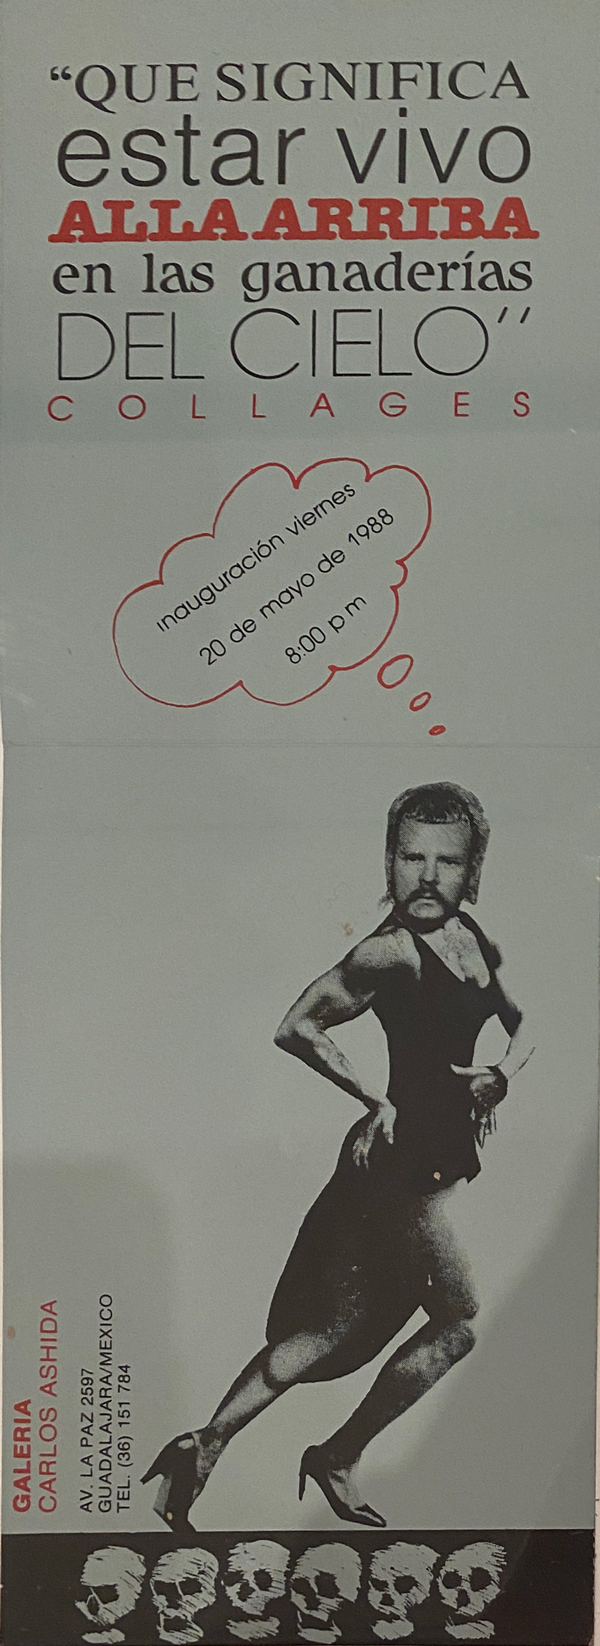 “QUE SIGNIFICA
estar vivo
ALLA ARRIBA
en las ganaderías
DEL CIELO”
COLLAGES
inauguración viernes
20 de mayo de 1988
8:00 p m
GALERIA
CARLOS ASHIDA
AV. LA PAZ 2597
GUADALAJARA/MEXICO
TEL. (36) 151 784